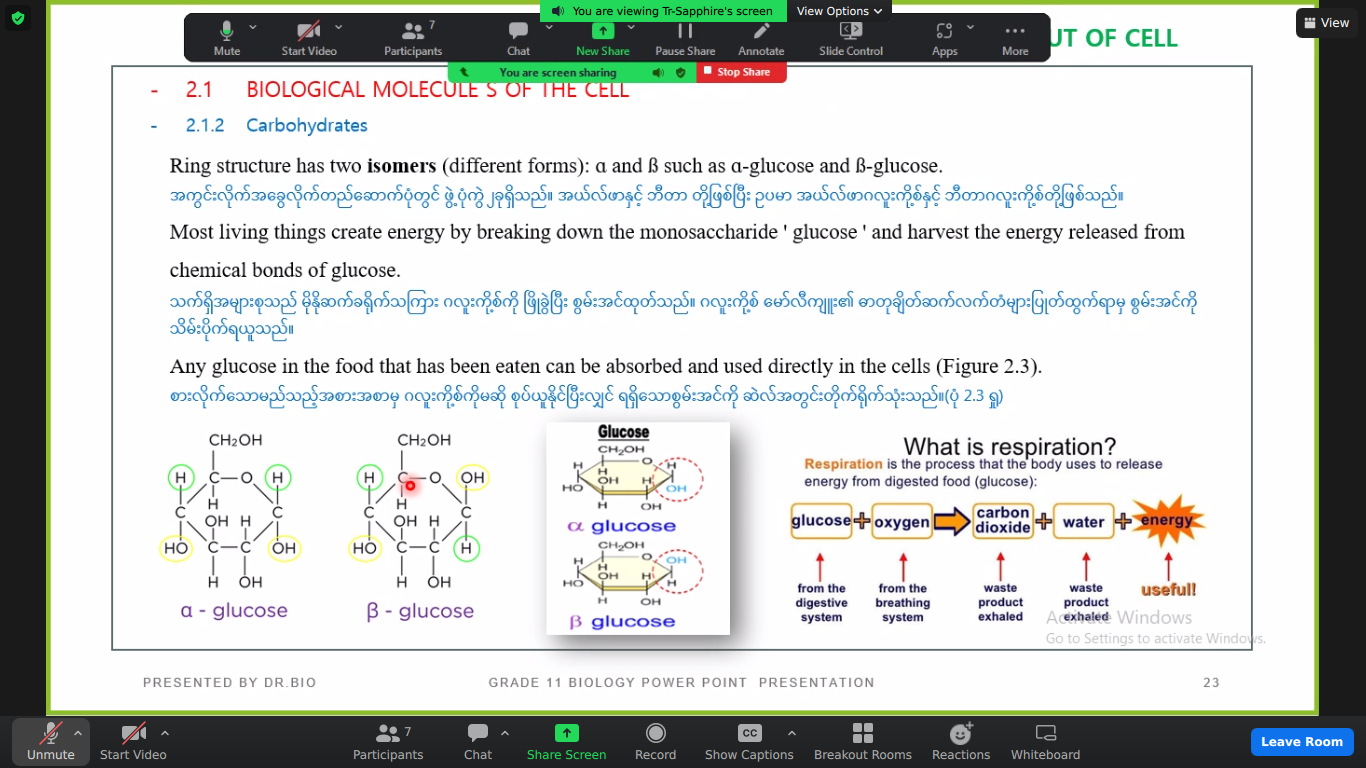 You are viewing Tr-Sapphire's screen
View Options
View
Mute
Start Video
Participants
7
Chat
New Share
Pause Share
Annotate
Slide Control
Apps
More
You are screen sharing
Stop Share
UT OF CELL
- 2.1 BIOLOGICAL MOLECULE S OF THE CELL
- 2.1.2 Carbohydrates
Ring structure has two isomers (different forms): ɑ and ß such as ɑ-glucose and ß-glucose.
အကွင်းလိုက်အခွေလိုက်တည်ဆောက်ပုံတွင် ဖွဲ့ပုံကွဲ ၂ခုရှိသည်။ အယ်လ်ဖာနှင့် ဘီတာ တို့ဖြစ်ပြီး ဥပမာ အယ်လ်ဖာဂလူးကို့စ်နှင့် ဘီတာဂလူးကို့စ်တို့ဖြစ်သည်။
Most living things create energy by breaking down the monosaccharide ' glucose ' and harvest the energy released from
chemical bonds of glucose.
သက်ရှိအများစုသည် မိုနိုဆက်ခရိုက်သကြား ဂလူးကို့စ်ကို ဖြိုခွဲပြီး စွမ်းအင်ထုတ်သည်။ ဂလူးကို့စ် မော်လီကျူး၏ ဓာတုချိတ်ဆက်လက်တံများပြုတ်ထွက်ရာမှ စွမ်းအင်ကို
သိမ်းပိုက်ရယူသည်။
Any glucose in the food that has been eaten can be absorbed and used directly in the cells (Figure 2.3).
စားလိုက်သောမည်သည့်အစားအစာမှ ဂလူးကို့စ်ကိုမဆို စုပ်ယူနိုင်ပြီးလျှင် ရရှိသောစွမ်းအင်ကို ဆဲလ်အတွင်းတိုက်ရိုက်သုံးသည်။(ပုံ 2.3 ရှု)
CH₂OH
H C O H
H
C OH H C
HO C C OH
H OH
α - glucose
CH₂OH
H C O OH
H
C OH H C
HO C C H
H OH
β - glucose
Glucose
CH₂OH
H O H
H
HO OH H OH
H OH
α glucose
CH₂OH
H O OH
H
HO OH H H
H OH
β glucose
What is respiration?
Respiration is the process that the body uses to release
energy from digested food (glucose):
glucose + oxygen carbon dioxide + water + energy
from the digestive system
from the breathing system
waste product exhaled
waste product exhaled
useful!
Activate Windows
Go to Settings to activate Windows.
PRESENTED BY DR.BIO
GRADE 11 BIOLOGY POWER POINT PRESENTATION
23
Unmute
Start Video
Participants
7
Chat
Share Screen
Record
CC
Show Captions
Breakout Rooms
Reactions
Whiteboard
Leave Room